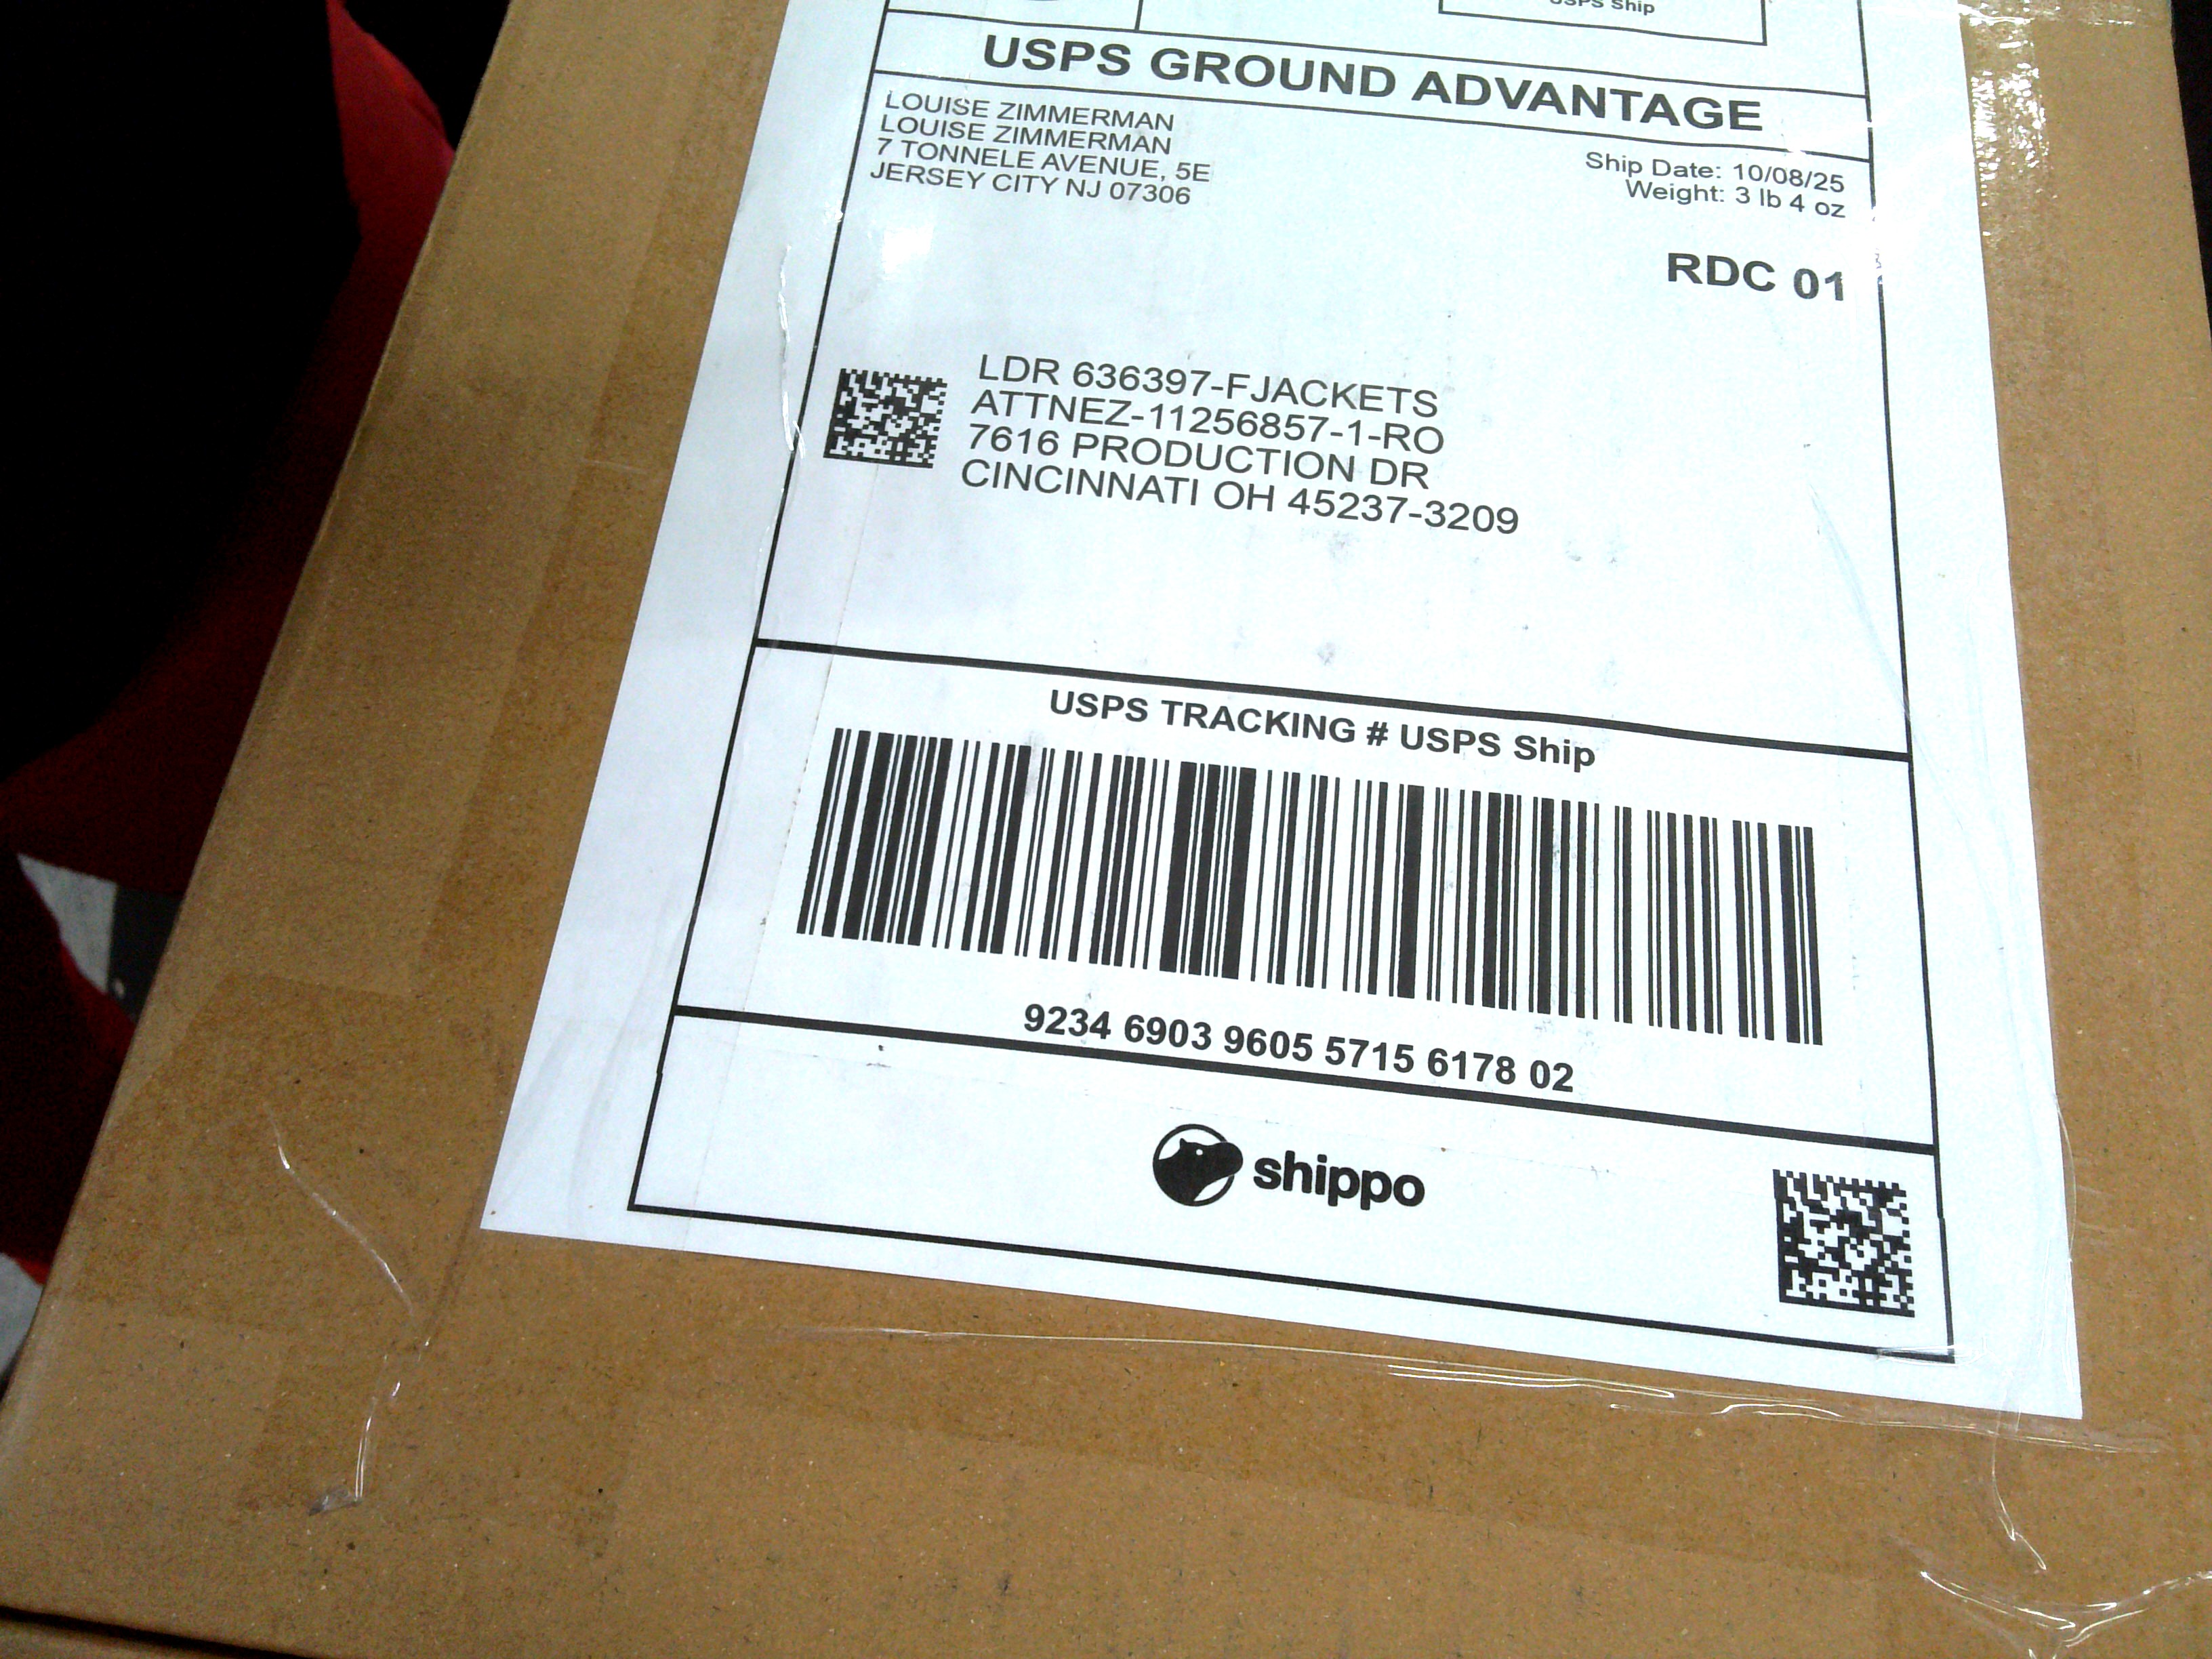 USPS Ship
USPS GROUND ADVANTAGE
LOUISE ZIMMERMAN
LOUISE ZIMMERMAN
7 TONNELE AVENUE, 5E
JERSEY CITY NJ 07306
Ship Date: 10/08/25
Weight: 3 lb 4 oz
RDC 01
LDR 636397-FJACKETS
ATTNEZ-11256857-1-RO
7616 PRODUCTION DR
CINCINNATI OH 45237-3209
USPS TRACKING # USPS Ship
9234 6903 9605 5715 6178 02
shippo